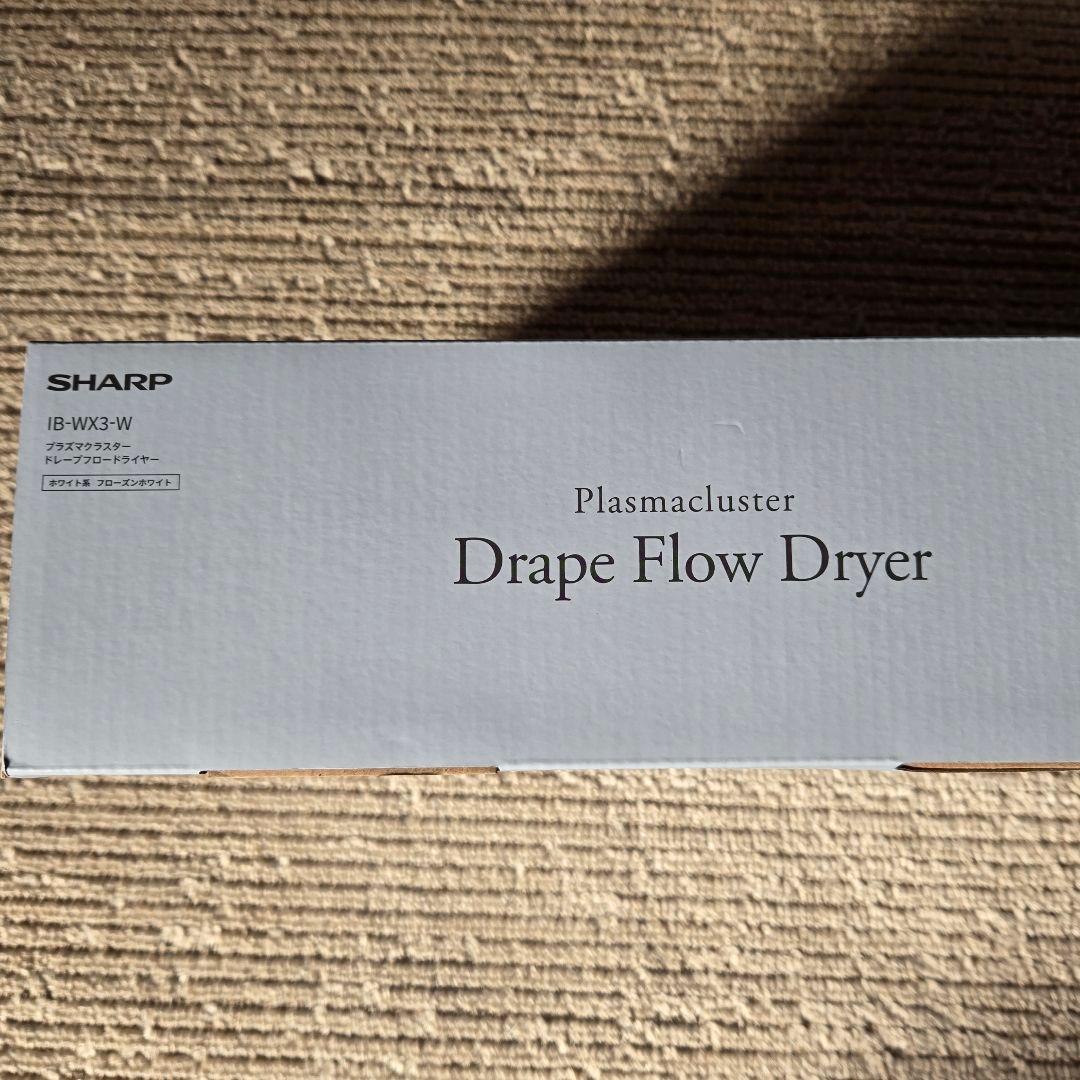 SHARP
IB-WX3-W
プラズマクラスター
ドレープフロードライヤー
ホワイト系 フローズンホワイト
Plasmacluster
Drape Flow Dryer